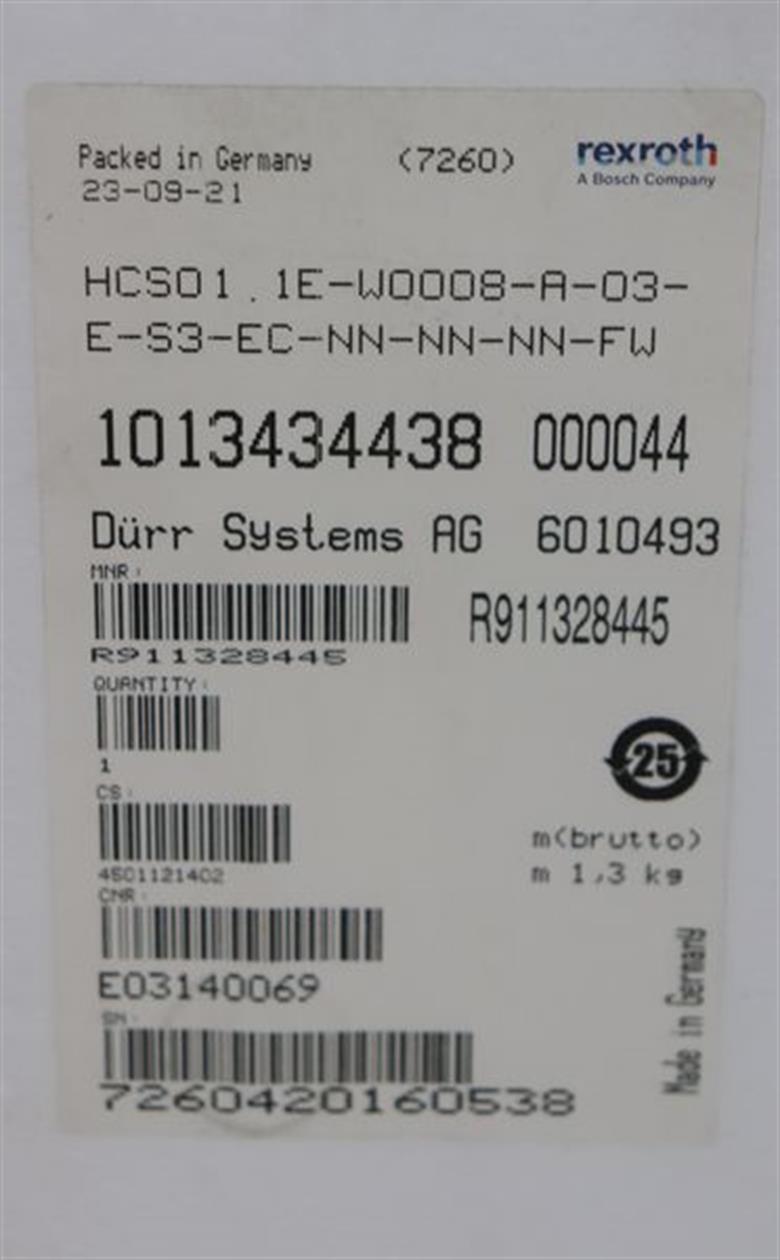 Packed in Germany (7260) rexroth
23-09-21 A Bosch Company
HCS01.1E-W0008-A-03-
E-S3-EC-NN-NN-NN-FW
1013434438 000044
Dürr Systems AG 6010493
MNR:
R911328445
R911328445
QUANTITY:
1
25
CS:
4501121402
m(brutto)
m 1,3 kg
CNR:
E03140069
SN:
7260420160538
Made in Germany